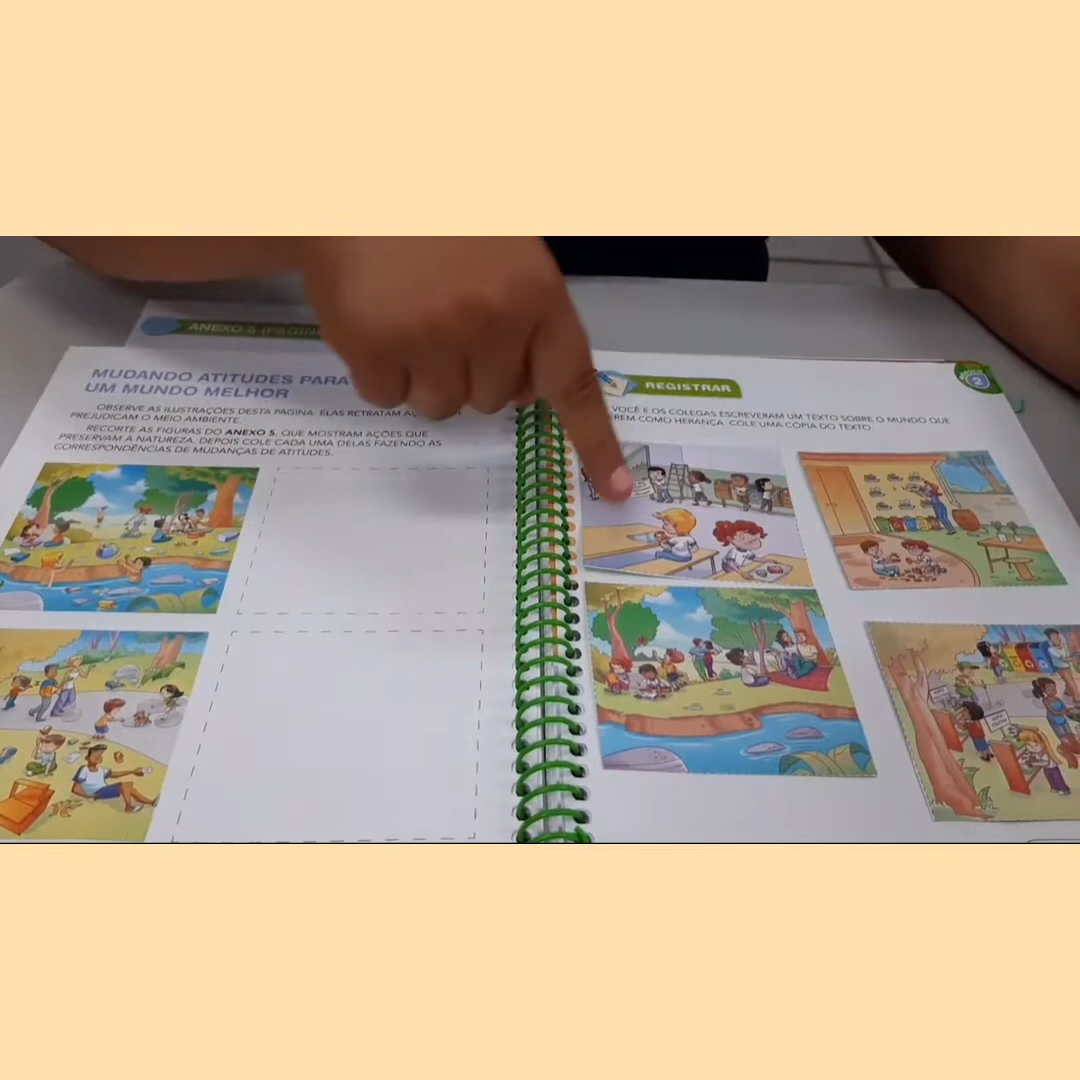 ANEXO 5
MUDANDO ATITUDES PARA
UM MUNDO MELHOR
OBSERVE AS ILUSTRAÇÕES DESTA PÁGINA. ELAS RETRATAM
PREJUDICAM O MEIO AMBIENTE.
RECORTE AS FIGURAS DO ANEXO 5, QUE MOSTRAM AÇÕES QUE
PRESERVAM A NATUREZA. DEPOIS COLE CADA UMA DELAS FAZENDO AS
CORRESPONDÊNCIAS DE MUDANÇAS DE ATITUDES.
REGISTRAR
2
VOCÊ E OS COLEGAS ESCREVERAM UM TEXTO SOBRE O MUNDO QUE
COMO HERANÇA. COLE UMA CÓPIA DO TEXTO